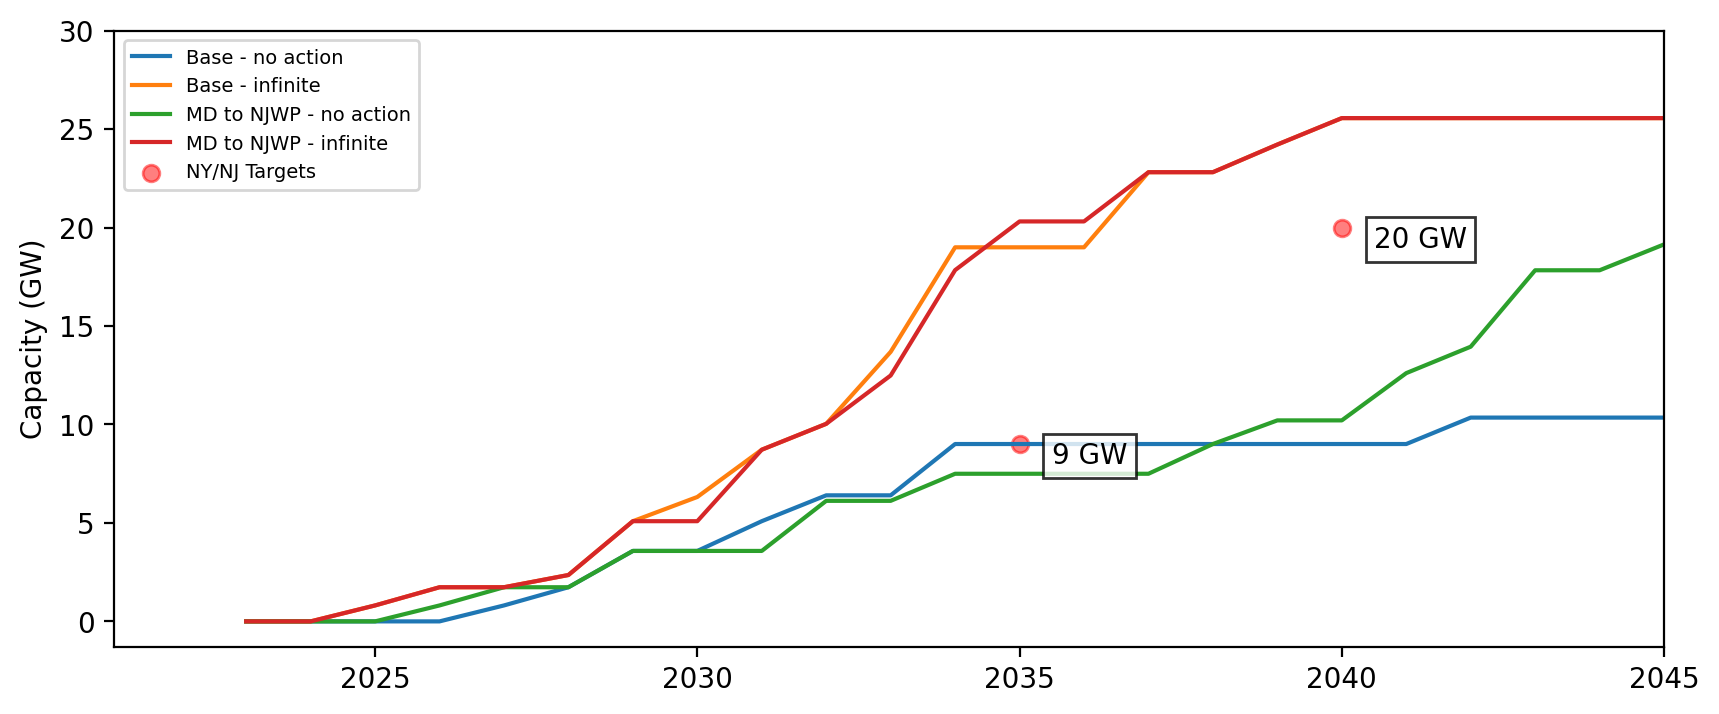 30
25
20
15
10
5
0
Capacity (GW)
Base - no action
Base - infinite
MD to NJWP - no action
MD to NJWP - infinite
NY/NJ Targets
20 GW
9 GW
2025 2030 2035 2040 2045